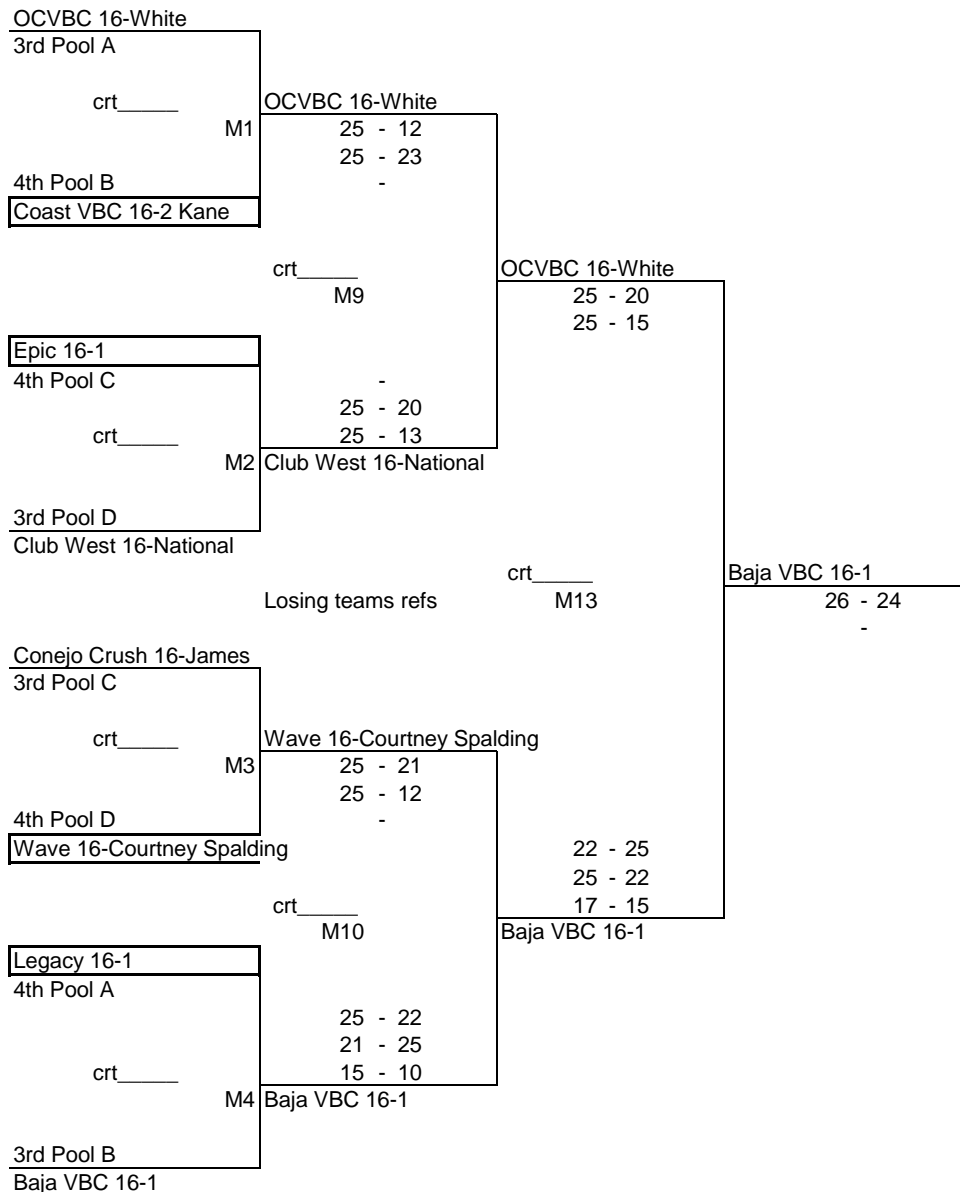 OCVBC 16-White
3rd Pool A
crt_____ OCVBC 16-White
M1 25 - 12
25 - 23
4th Pool B -
Coast VBC 16-2 Kane
crt_____ OCVBC 16-White
M9 25 - 20
25 - 15
Epic 16-1
4th Pool C -
25 - 20
crt_____ 25 - 13
M2 Club West 16-National
3rd Pool D
Club West 16-National
crt_____ Baja VBC 16-1
Losing teams refs M13 26 - 24
-
Conejo Crush 16-James
3rd Pool C
crt_____ Wave 16-Courtney Spalding
M3 25 - 21
25 - 12
4th Pool D -
Wave 16-Courtney Spalding 22 - 25
25 - 22
crt_____ 17 - 15
M10 Baja VBC 16-1
Legacy 16-1
4th Pool A
25 - 22
21 - 25
crt_____ 15 - 10
M4 Baja VBC 16-1
3rd Pool B
Baja VBC 16-1